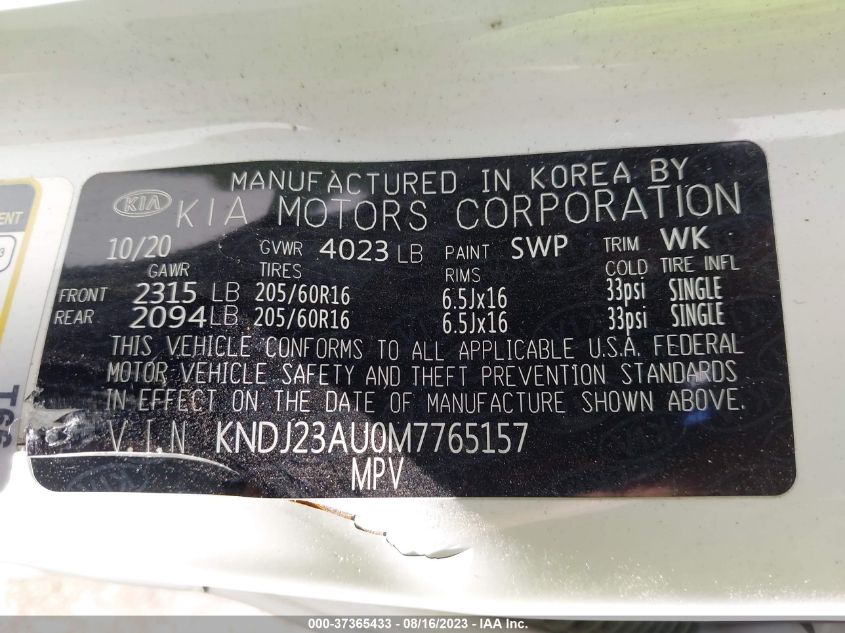 MANUFACTURED IN KOREA BY
KIA KIA MOTORS CORPORATION
10/20 GVWR 4023 LB PAINT SWP TRIM WK
GAWR TIRES RIMS COLD TIRE INFL
FRONT 2315 LB 205/60R16 6.5Jx16 33psi SINGLE
REAR 2094 LB 205/60R16 6.5Jx16 33psi SINGLE
THIS VEHICLE CONFORMS TO ALL APPLICABLE U.S.A. FEDERAL
MOTOR VEHICLE SAFETY AND THEFT PREVENTION STANDARDS
IN EFFECT ON THE DATE OF MANUFACTURE SHOWN ABOVE.
V.I.N KNDJ23AU0M7765157
MPV
000-37365433 - 08/16/2023 - IAA Inc.